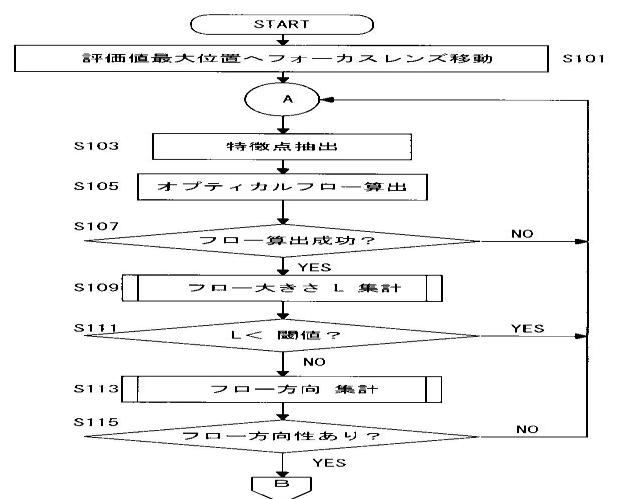 START
評価値最大位置へフォーカスレンズ移動 S101
A
S103 特徴点抽出
S105 オプティカルフロー算出
S107 フロー算出成功？ NO
YES
S109 フロー大きさ L 集計
S111 L< 閾値？ YES
NO
S113 フロー方向 集計
S115 フロー方向性あり？ NO
YES
B